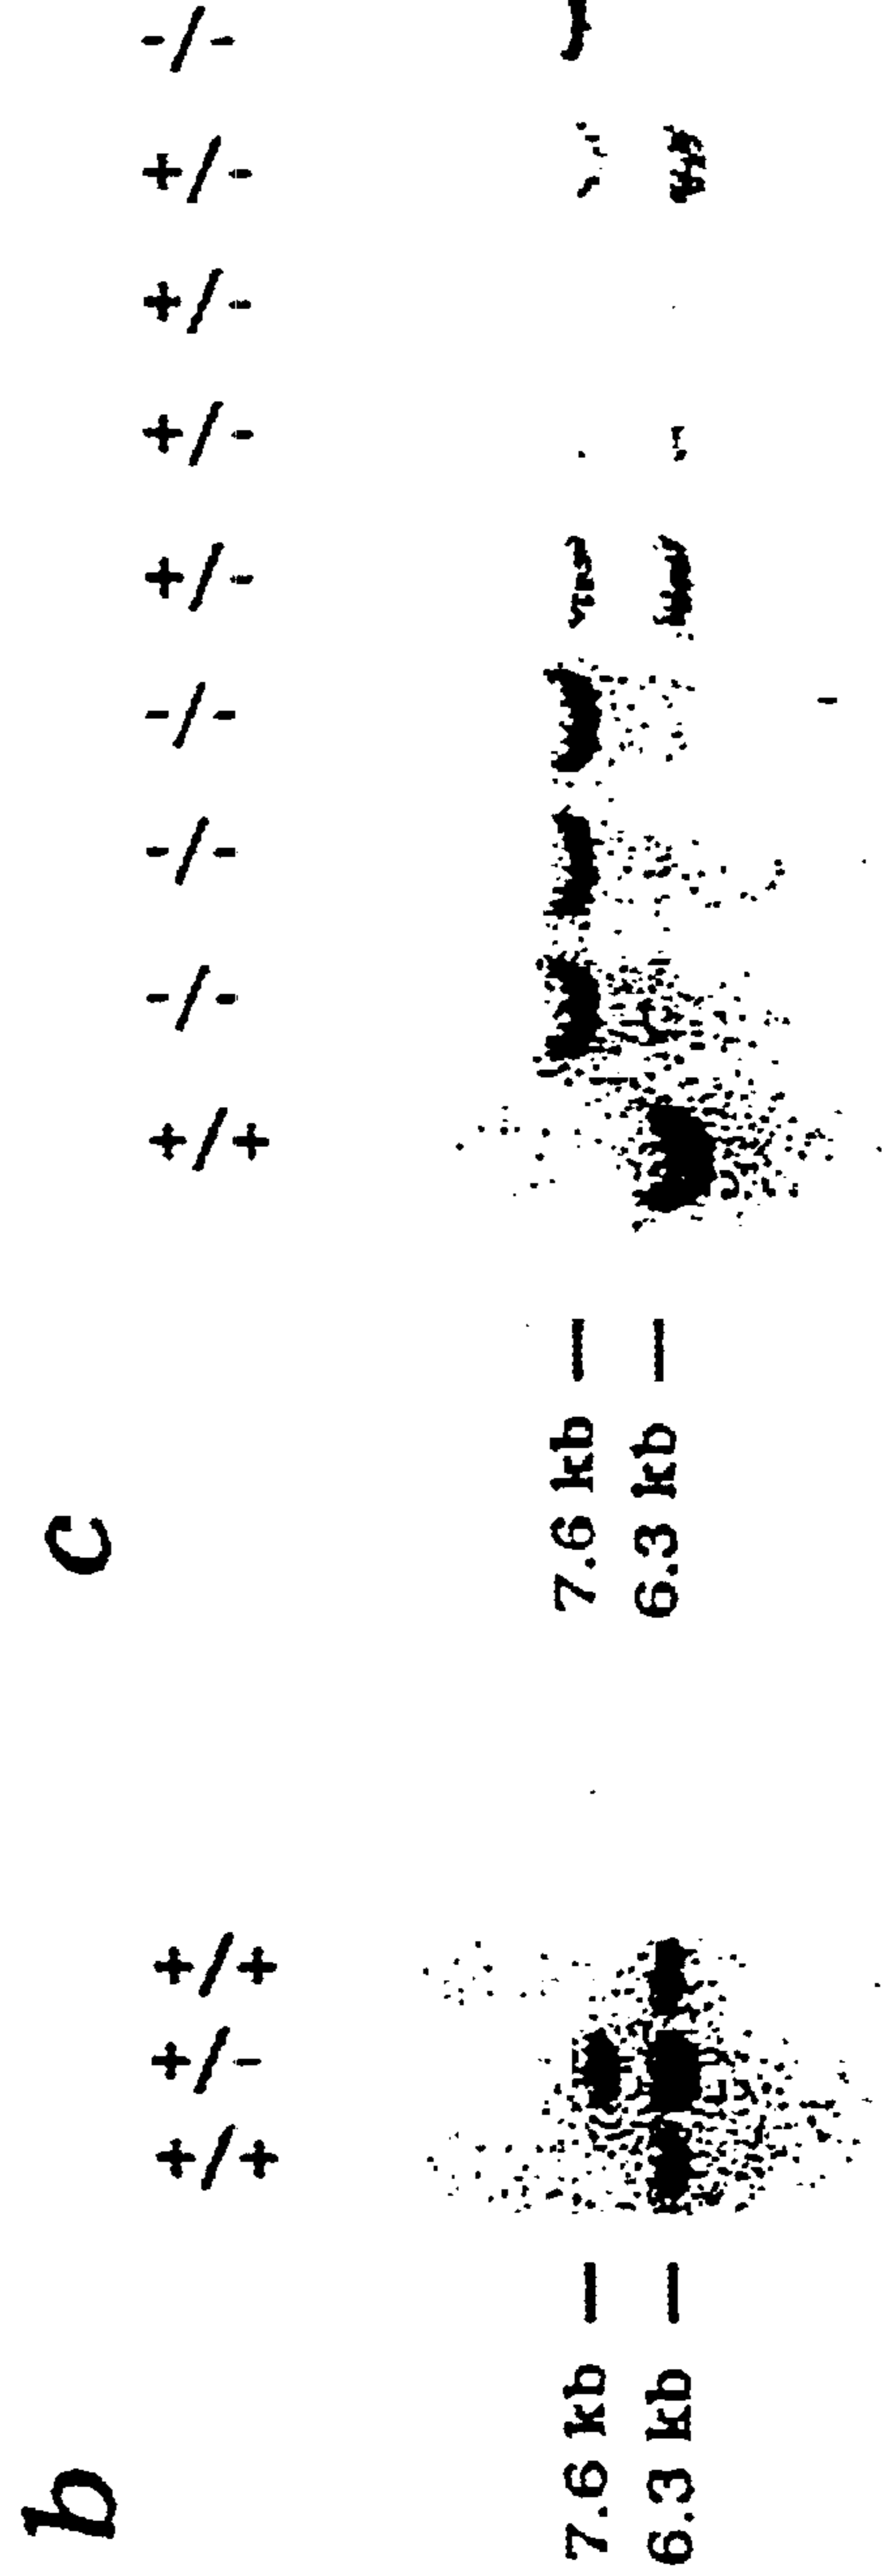 b
+/+ +/- +/+
7.6 kb
6.3 kb
c
+/+ -/- -/- -/- +/- +/- +/- +/- -/-
7.6 kb
6.3 kb